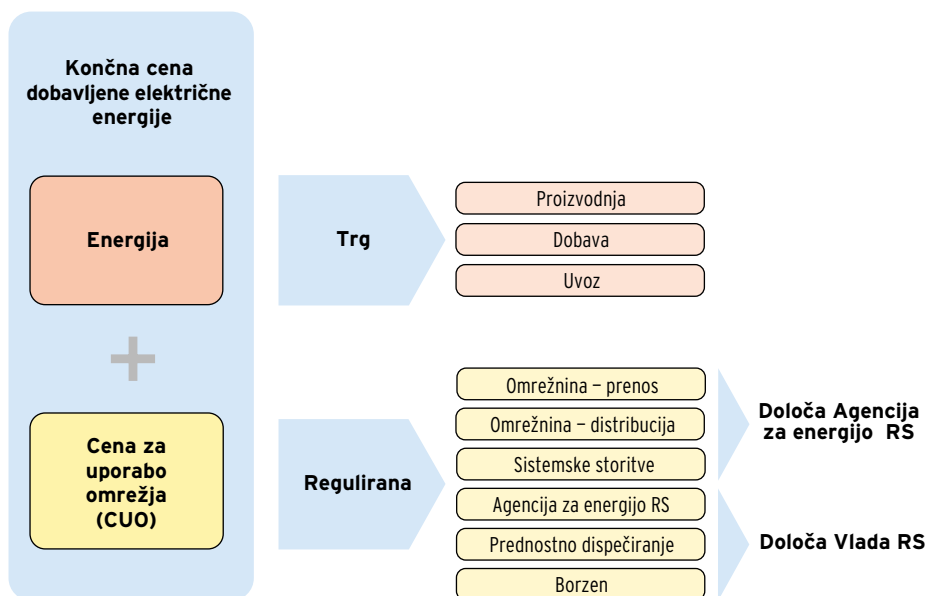 Končna cena
dobavljene električne
energije
Energija
+
Cena za
uporabo
omrežja
(CUO)
Trg
Proizvodnja
Dobava
Uvoz
Regulirana
Omrežnina – prenos
Omrežnina – distribucija
Sistemske storitve
Agencija za energijo RS
Prednostno dispečiranje
Borzen
Določa Agencija
za energijo RS
Določa Vlada RS